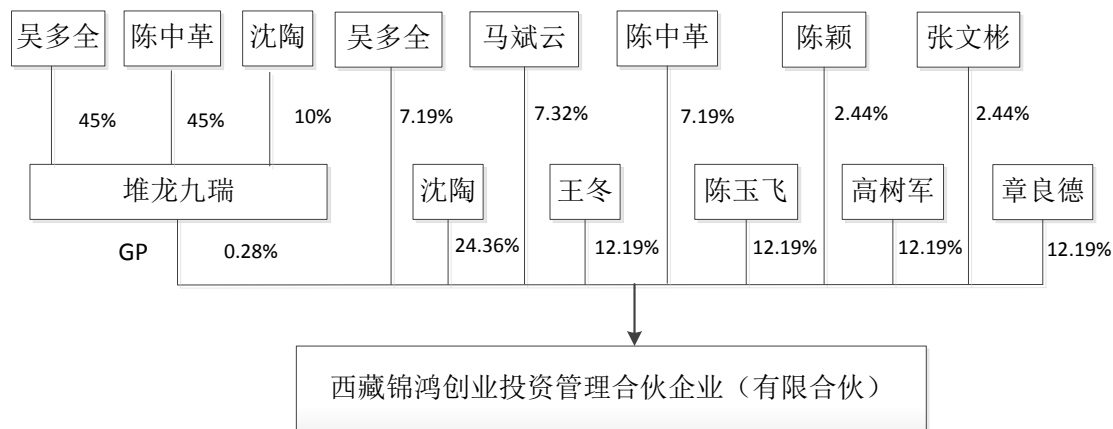 吴多全 陈中革 沈陶 吴多全 马斌云 陈中革 陈颖 张文彬
45% 45% 10% 7.19% 7.32% 7.19% 2.44% 2.44%
堆龙九瑞 沈陶 王冬 陈玉飞 高树军 章良德
GP 0.28% 24.36% 12.19% 12.19% 12.19% 12.19%
西藏锦鸿创业投资管理合伙企业（有限合伙）